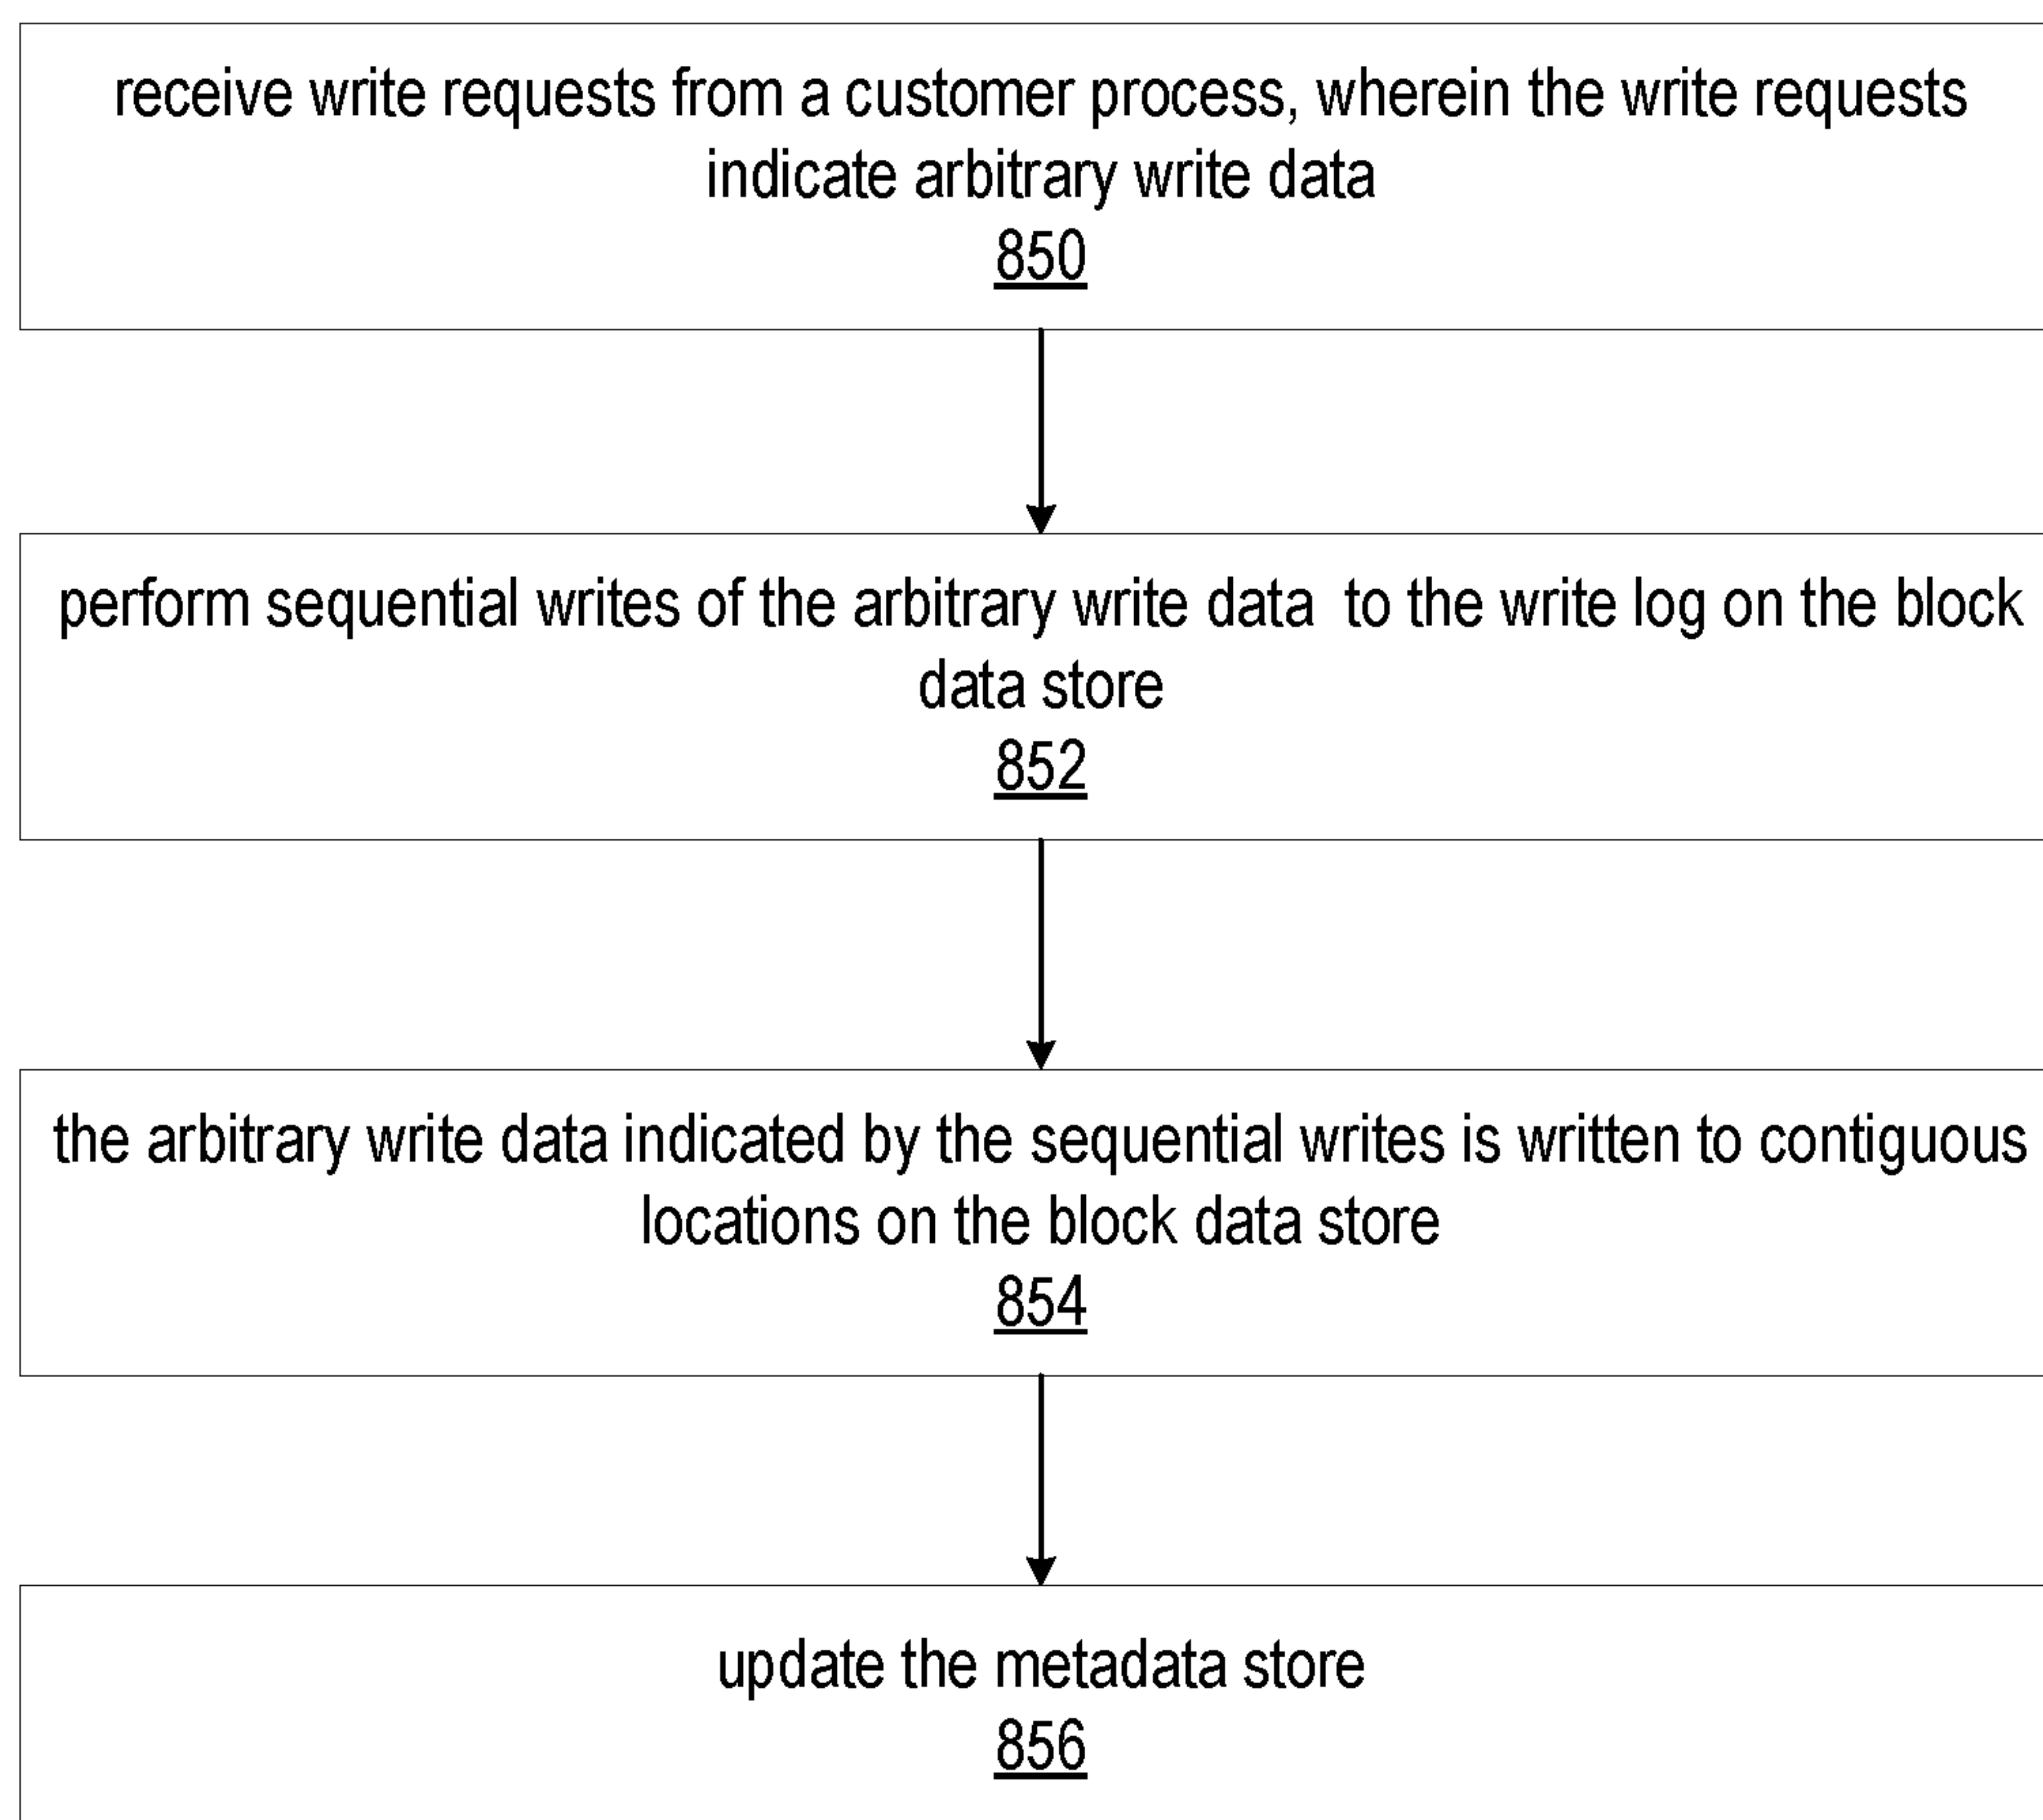 receive write requests from a customer process, wherein the write requests
indicate arbitrary write data
850
perform sequential writes of the arbitrary write data to the write log on the block
data store
852
the arbitrary write data indicated by the sequential writes is written to contiguous
locations on the block data store
854
update the metadata store
856